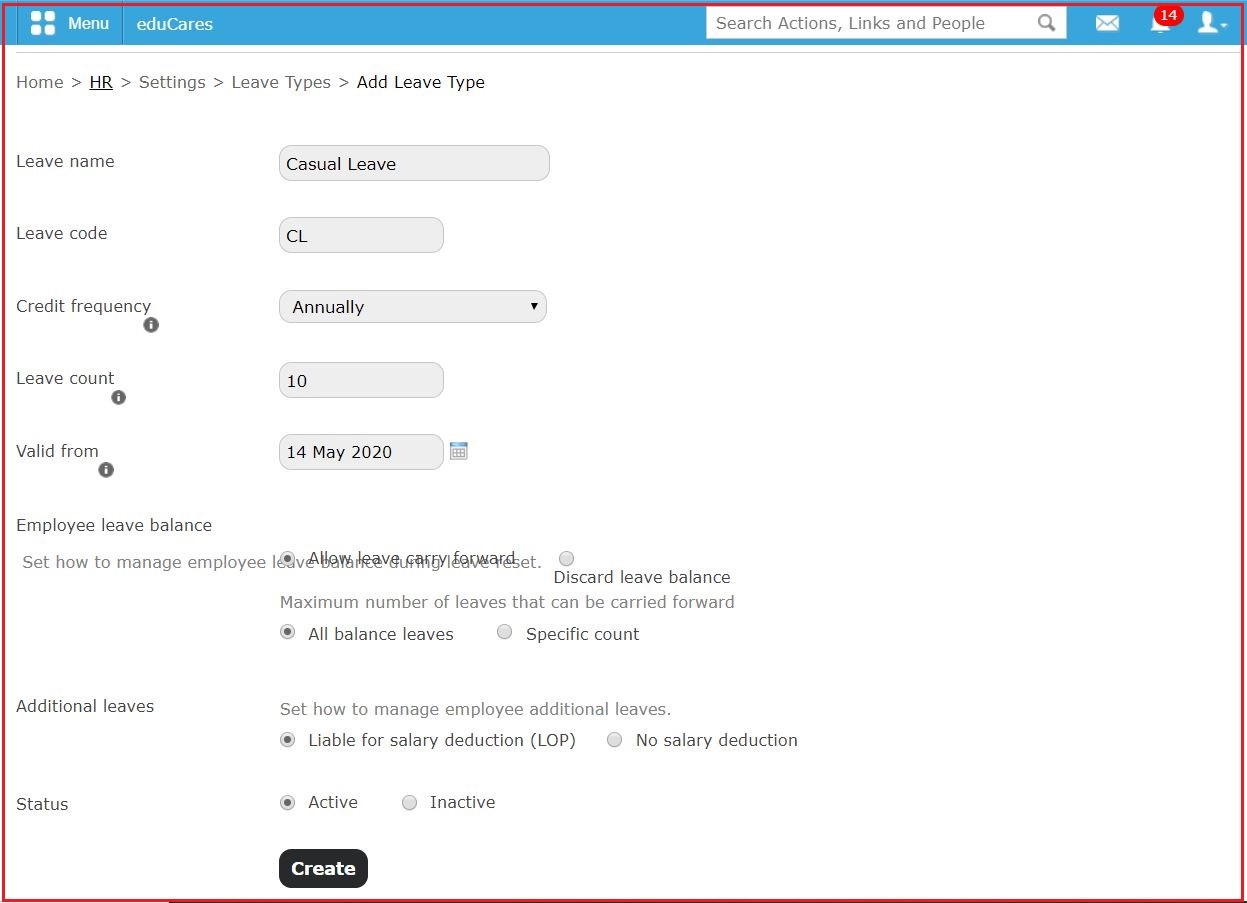 Menu eduCares Search Actions, Links and People 14
Home > HR > Settings > Leave Types > Add Leave Type
Leave name Casual Leave
Leave code CL
Credit frequency Annually
Leave count 10
Valid from 14 May 2020
Employee leave balance
Set how to manage employee leave balance during leave reset.
Allow leave carry forward
Discard leave balance
Maximum number of leaves that can be carried forward
All balance leaves Specific count
Additional leaves Set how to manage employee additional leaves.
Liable for salary deduction (LOP) No salary deduction
Status Active Inactive
Create